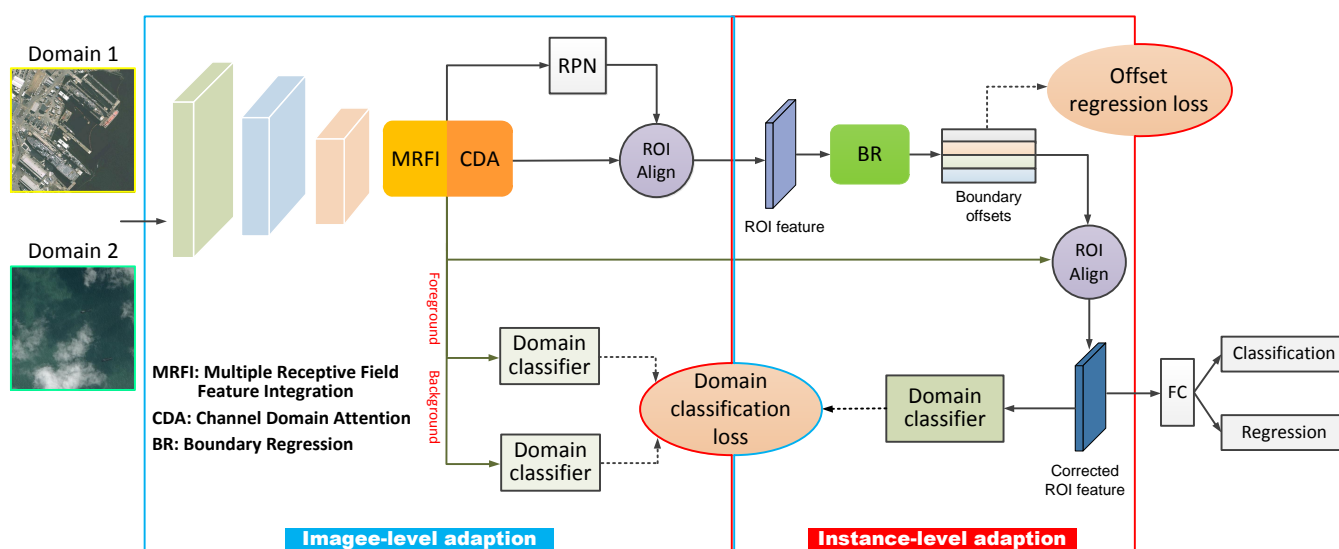 Domain 1
Domain 2
RPN
MRFI
CDA
ROI
Align
ROI feature
BR
Boundary
offsets
Offset
regression loss
ROI
Align
Foreground
Background
Domain
classifier
Domain
classifier
MRFI: Multiple Receptive Field
Feature Integration
CDA: Channel Domain Attention
BR: Boundary Regression
Domain
classification
loss
Domain
classifier
Corrected
ROI feature
FC
Classification
Regression
Imagee-level adaption
Instance-level adaption